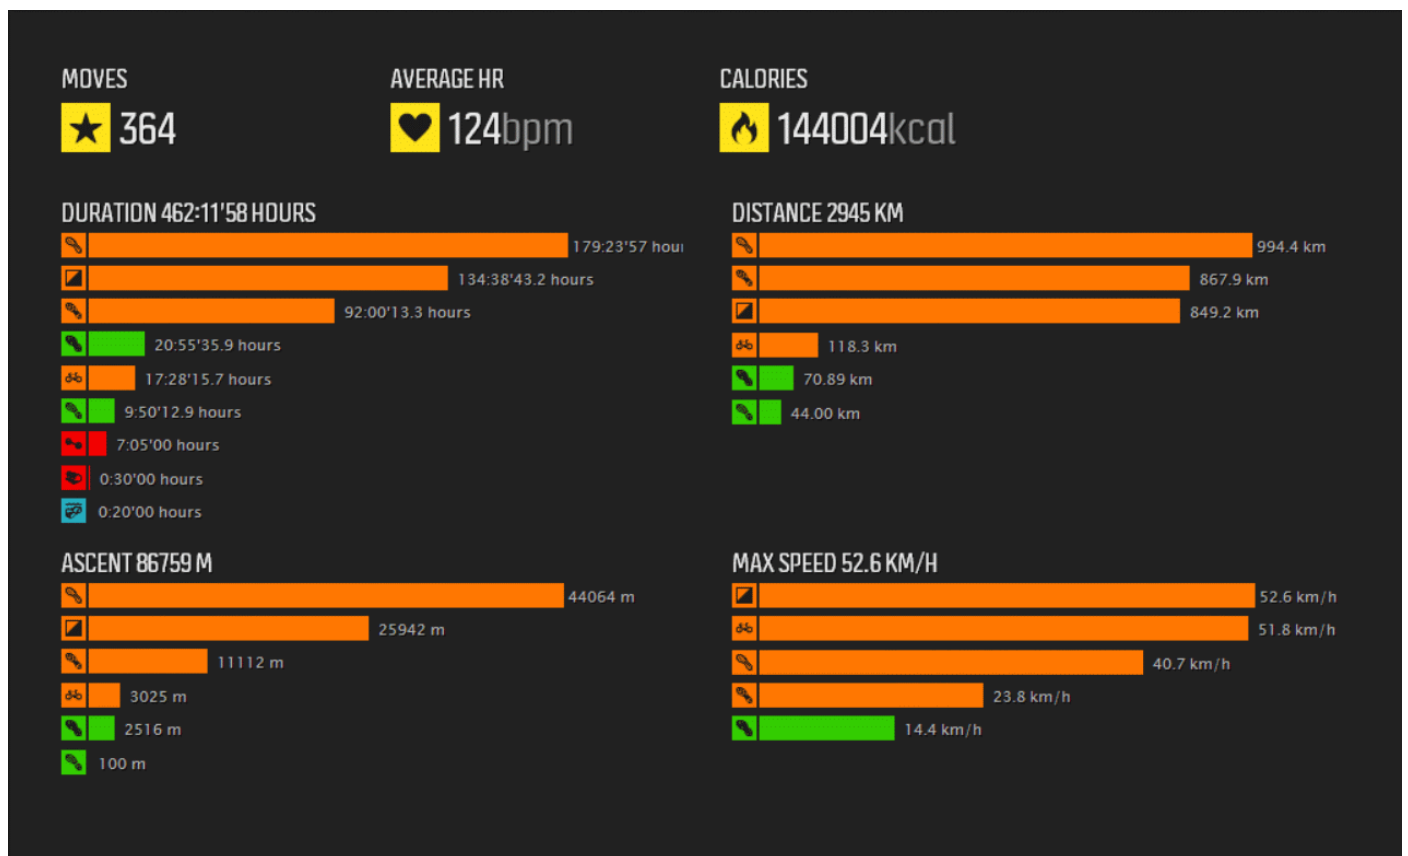 MOVES
364
AVERAGE HR
124bpm
CALORIES
144004kcal
DURATION 462:11'58 HOURS
179:23'57 hou
134:38'43.2 hours
92:00'13.3 hours
20:55'35.9 hours
17:28'15.7 hours
9:50'12.9 hours
7:05'00 hours
0:30'00 hours
0:20'00 hours
DISTANCE 2945 KM
994.4 km
867.9 km
849.2 km
118.3 km
70.89 km
44.00 km
ASCENT 86759 M
44064 m
25942 m
11112 m
3025 m
2516 m
100 m
MAX SPEED 52.6 KM/H
52.6 km/h
51.8 km/h
40.7 km/h
23.8 km/h
14.4 km/h